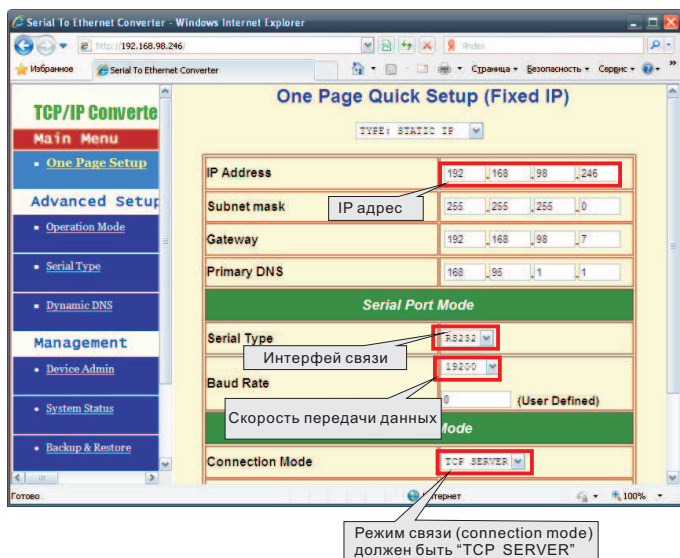 Serial To Ethernet Converter - Windows Internet Explorer
http://192.168.98.246/
Яndex
Избранное
Serial To Ethernet Converter
Страница
Безопасность
Сервис
»
TCP/IP Converte
Main Menu
One Page Setup
Advanced Setup
Operation Mode
Serial Type
Dynamic DNS
Management
Device Admin
System Status
Backup & Restore
One Page Quick Setup (Fixed IP)
TYPE: STATIC IP
IP Address 192 .168 .98 .246
IP адрес
Subnet mask 255 .255 .255 .0
Gateway 192 .168 .98 .7
Primary DNS 168 .95 .1 .1
Serial Port Mode
Serial Type RS232
Интерфей связи
Baud Rate 19200
0 (User Defined)
Скорость передачи данных
Mode
Connection Mode TCP SERVER
Готово
100%
Режим связи (connection mode)
должен быть “TCP SERVER”